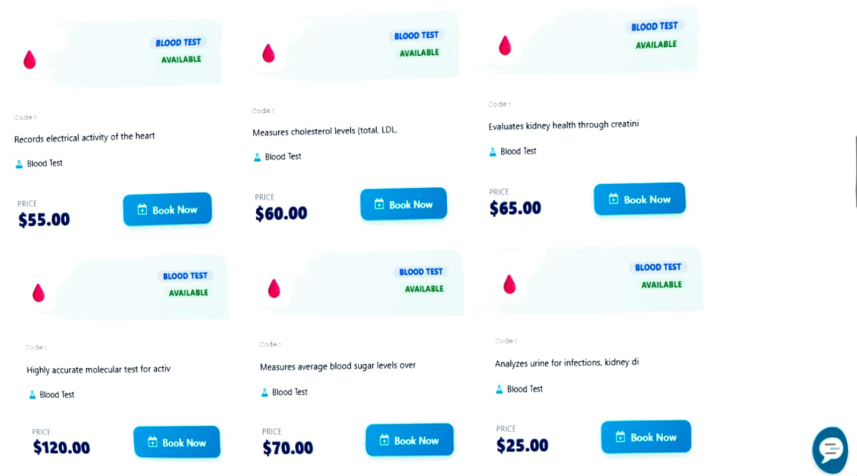 BLOOD TEST
AVAILABLE
Code:
Records electrical activity of the heart
Blood Test
PRICE
$55.00
Book Now
BLOOD TEST
AVAILABLE
Code:
Measures cholesterol levels (total, LDL,
Blood Test
PRICE
$60.00
Book Now
BLOOD TEST
AVAILABLE
Code:
Evaluates kidney health through creatini
Blood Test
PRICE
$65.00
Book Now
BLOOD TEST
AVAILABLE
Code:
Highly accurate molecular test for activ
Blood Test
PRICE
$120.00
Book Now
BLOOD TEST
AVAILABLE
Code:
Measures average blood sugar levels over
Blood Test
PRICE
$70.00
Book Now
BLOOD TEST
AVAILABLE
Code:
Analyzes urine for infections, kidney di
Blood Test
PRICE
$25.00
Book Now